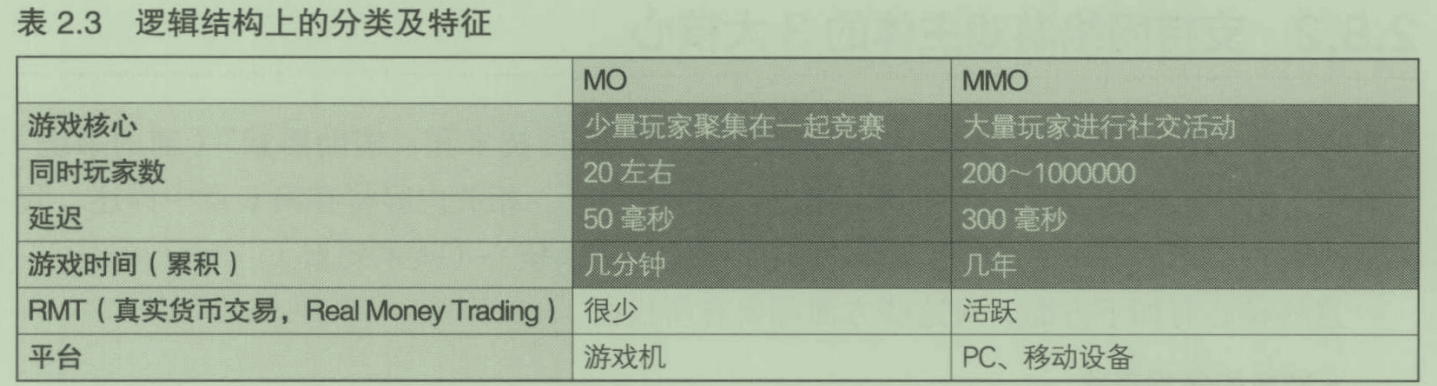 表 2.3 逻辑结构上的分类及特征
MO MMO
游戏核心 少量玩家聚集在一起竞赛 大量玩家进行社交活动
同时玩家数 20 左右 200～1000000
延迟 50 毫秒 300 毫秒
游戏时间（累积） 几分钟 几年
RMT（真实货币交易，Real Money Trading） 很少 活跃
平台 游戏机 PC、移动设备